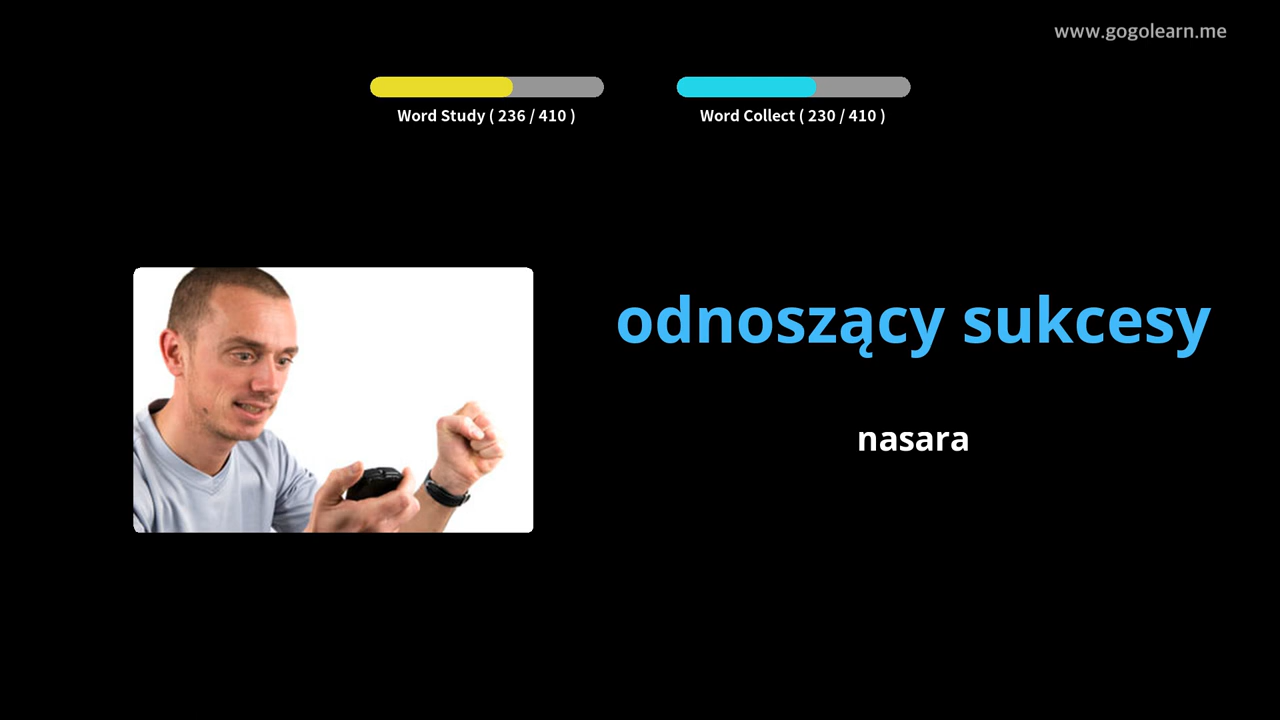 www.gogolearn.me
Word Study ( 236 / 410 )
Word Collect ( 230 / 410 )
odnoszący sukcesy
nasara